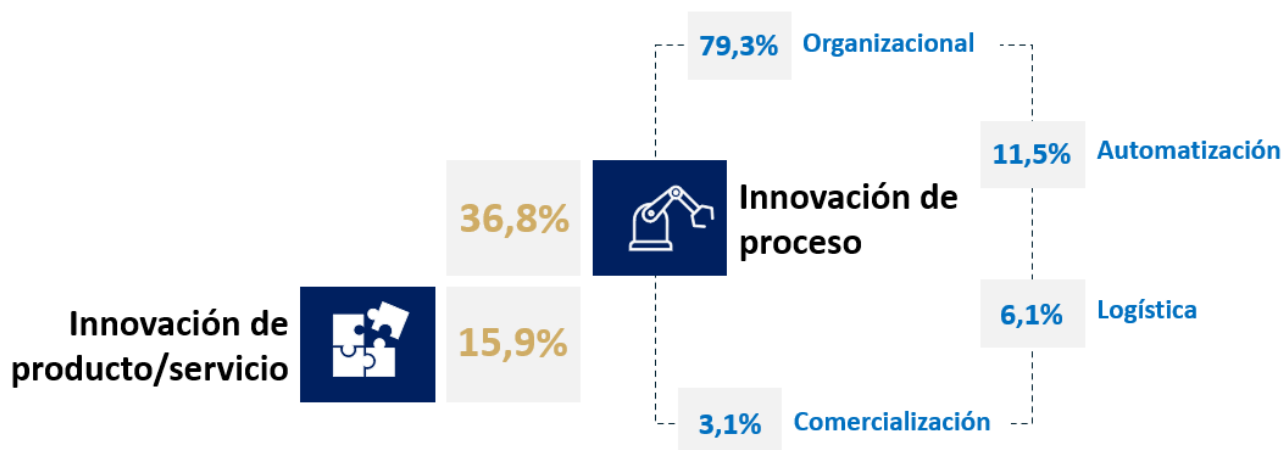 79,3% Organizacional
11,5% Automatización
36,8%
Innovación de
proceso
6,1% Logística
Innovación de
producto/servicio
15,9%
3,1% Comercialización